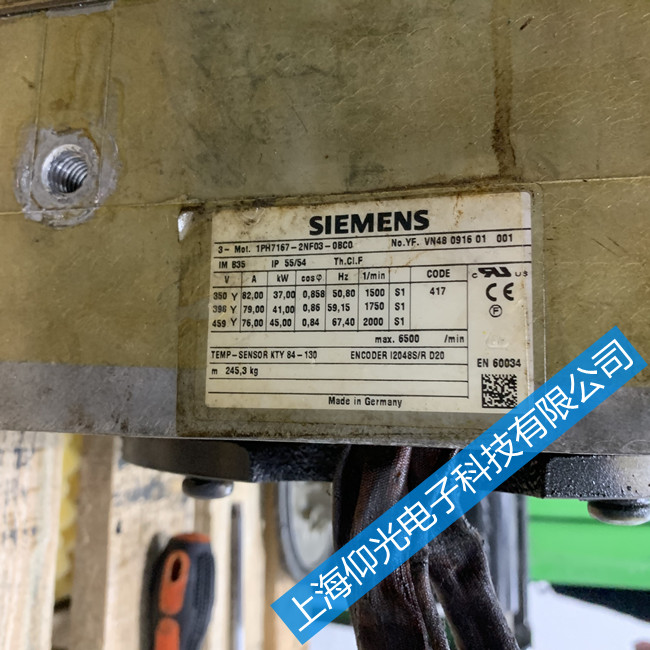 SIEMENS
3- Mot. 1PH7167-2NF03-0BC0 No.YF. VN48 0916 01 001
IM B35 IP 55/54 Th.Cl.F
V A kW cosφ Hz 1/min CODE
350 Y 82,00 37,00 0,858 50,80 1500 S1 417
398 Y 79,00 41,00 0,86 59,15 1750 S1
459 Y 76,00 45,00 0,84 67,40 2000 S1
max. 6500 /min
TEMP-SENSOR KTY 84-130 ENCODER I2048S/R D20
m 245,3 kg
Made in Germany
c RU US
CE
F
EN 60034
上海仰光电子科技有限公司